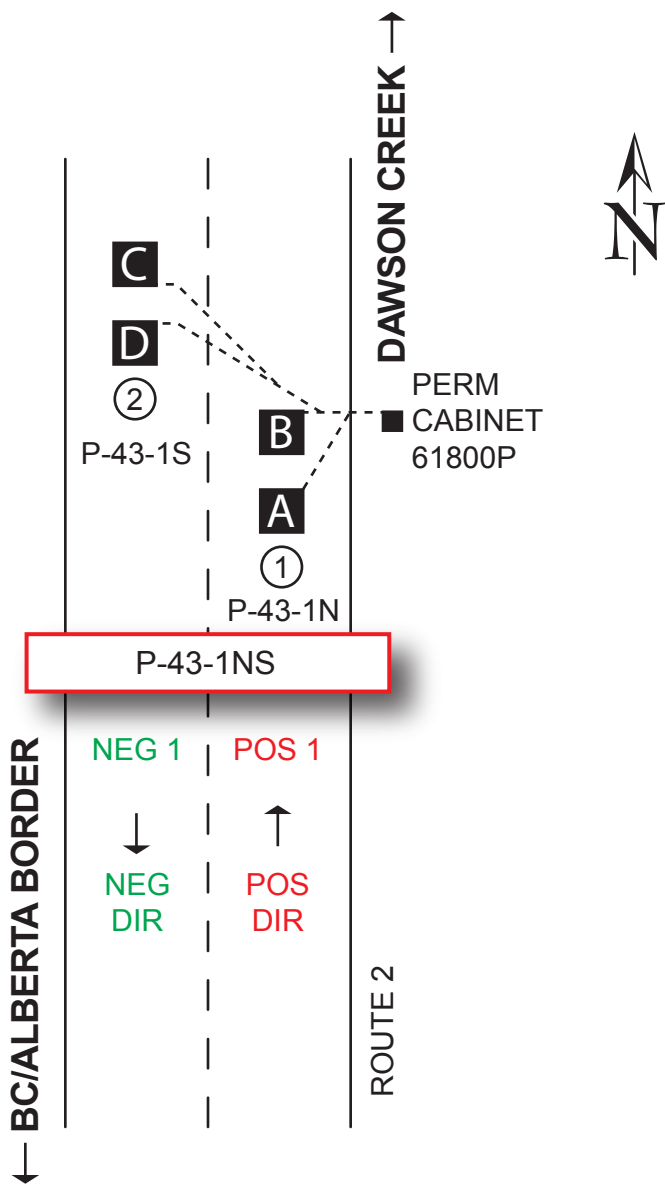 DAWSON CREEK →
N
C
D
2
P-43-1S
B
A
1
P-43-1N
PERM
CABINET
61800P
P-43-1NS
NEG 1
POS 1
NEG
DIR
POS
DIR
← BC/ALBERTA BORDER
ROUTE 2